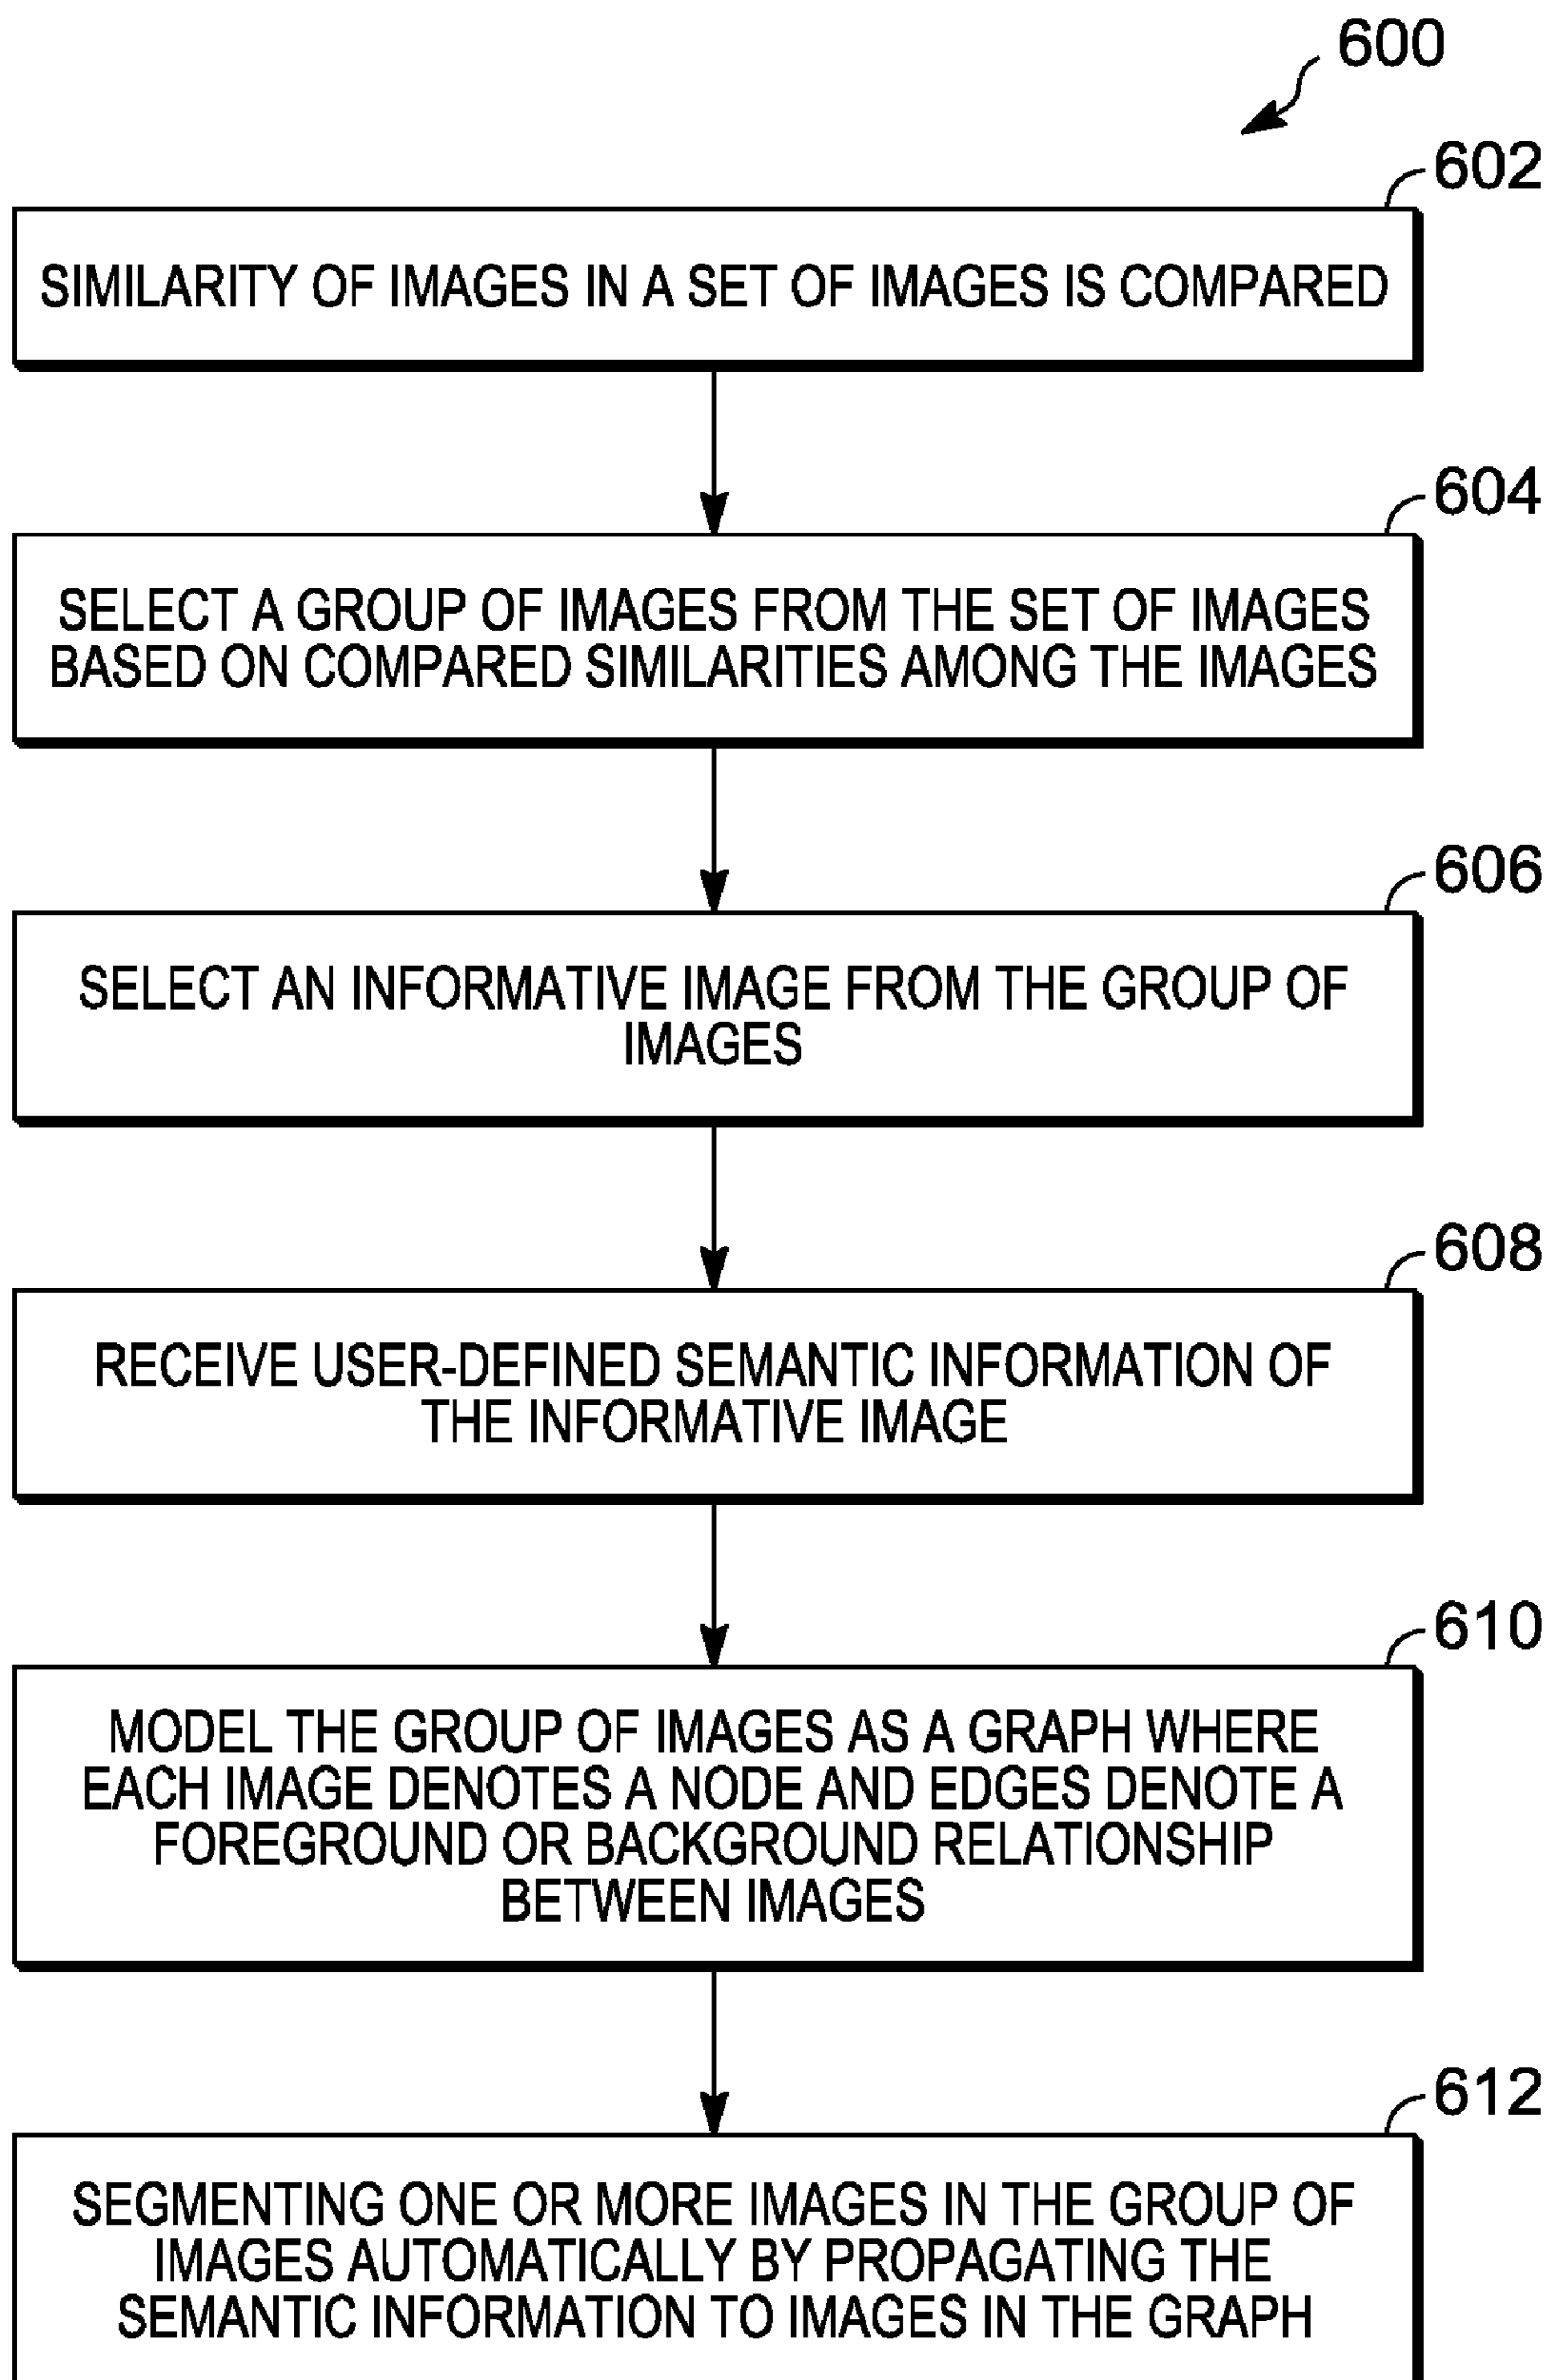 600
602
SIMILARITY OF IMAGES IN A SET OF IMAGES IS COMPARED
604
SELECT A GROUP OF IMAGES FROM THE SET OF IMAGES
BASED ON COMPARED SIMILARITIES AMONG THE IMAGES
606
SELECT AN INFORMATIVE IMAGE FROM THE GROUP OF
IMAGES
608
RECEIVE USER-DEFINED SEMANTIC INFORMATION OF
THE INFORMATIVE IMAGE
610
MODEL THE GROUP OF IMAGES AS A GRAPH WHERE
EACH IMAGE DENOTES A NODE AND EDGES DENOTE A
FOREGROUND OR BACKGROUND RELATIONSHIP
BETWEEN IMAGES
612
SEGMENTING ONE OR MORE IMAGES IN THE GROUP OF
IMAGES AUTOMATICALLY BY PROPAGATING THE
SEMANTIC INFORMATION TO IMAGES IN THE GRAPH